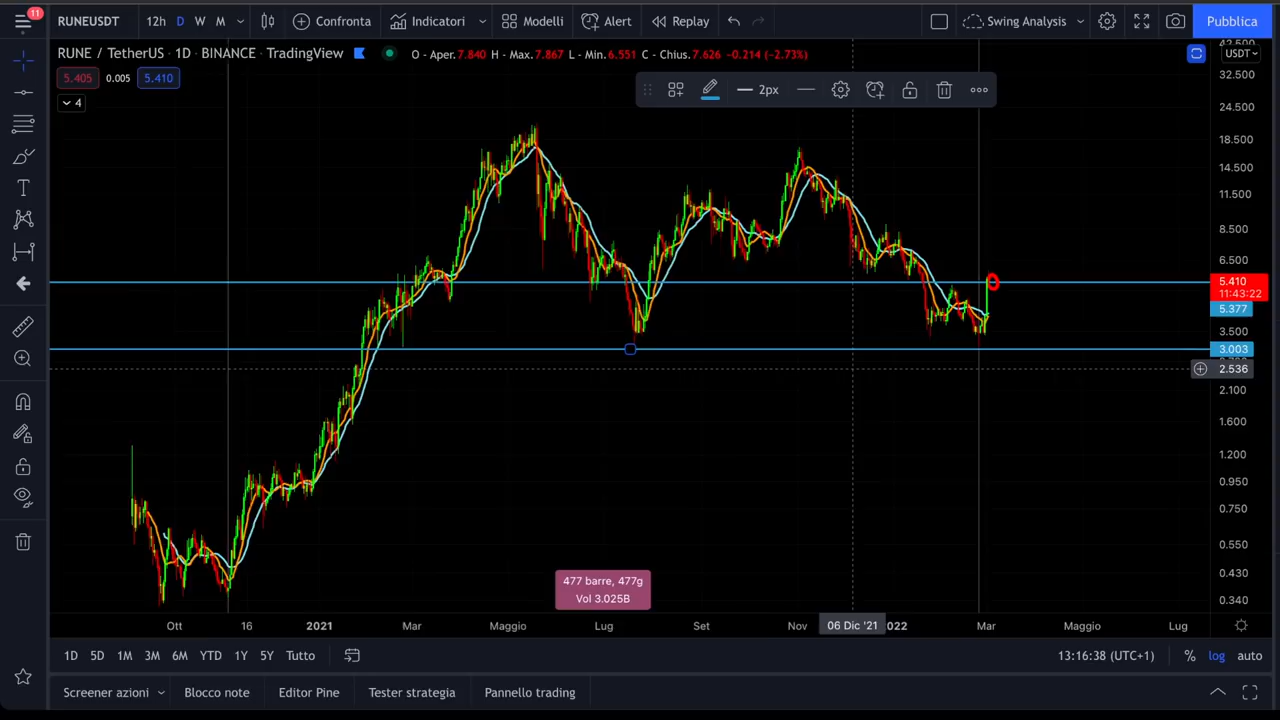 11
RUNEUSDT
12h D W M
Confronta
Indicatori
Modelli
Alert
Replay
Swing Analysis
Pubblica
RUNE / TetherUS · 1D · BINANCE · TradingView
O - Aper. 7.840 H - Max. 7.867 L - Min. 6.551 C - Chius. 7.626 -0.214 (-2.73%)
USDT
5.405 0.005 5.410
4
2px
42.500
32.500
24.500
18.500
14.500
11.500
8.500
6.500
5.410
11:43:22
5.377
3.500
3.003
2.536
2.100
1.600
1.200
0.950
0.750
0.550
0.430
0.340
477 barre, 477g
Vol 3.025B
Ott 16 2021 Mar Maggio Lug Set Nov 06 Dic '21 2022 Mar Maggio Lug
1D 5D 1M 3M 6M YTD 1Y 5Y Tutto
13:16:38 (UTC+1) % log auto
Screener azioni Blocco note Editor Pine Tester strategia Pannello trading